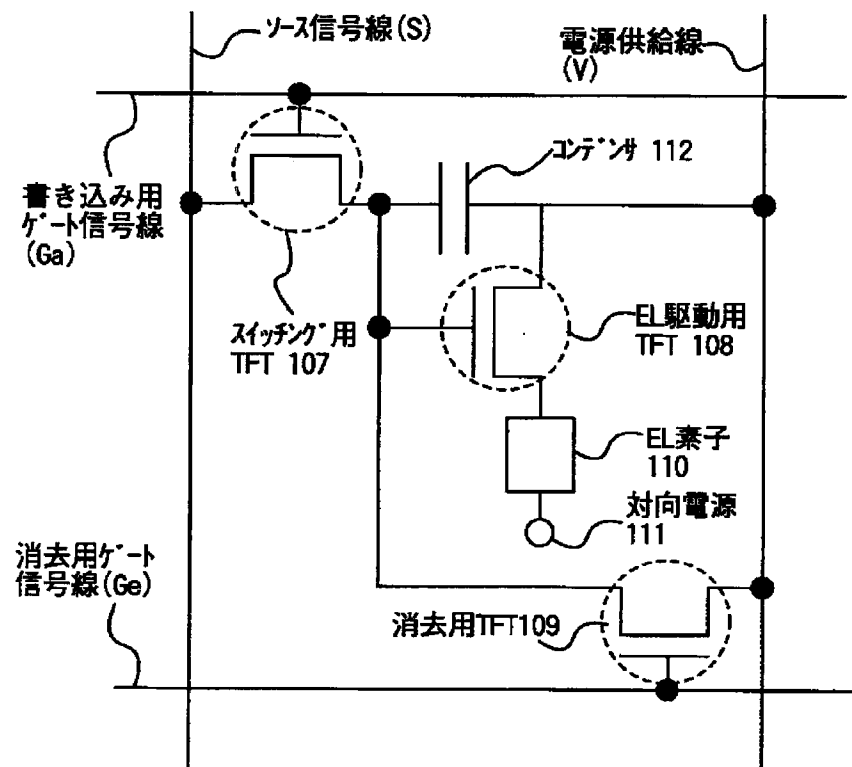 ソース信号線(S)
電源供給線
(V)
コンデンサ 112
書き込み用
ゲート信号線
(Ga)
スイッチング用
TFT 107
EL駆動用
TFT 108
EL素子
110
対向電源
111
消去用ゲート
信号線(Ge)
消去用TFT109